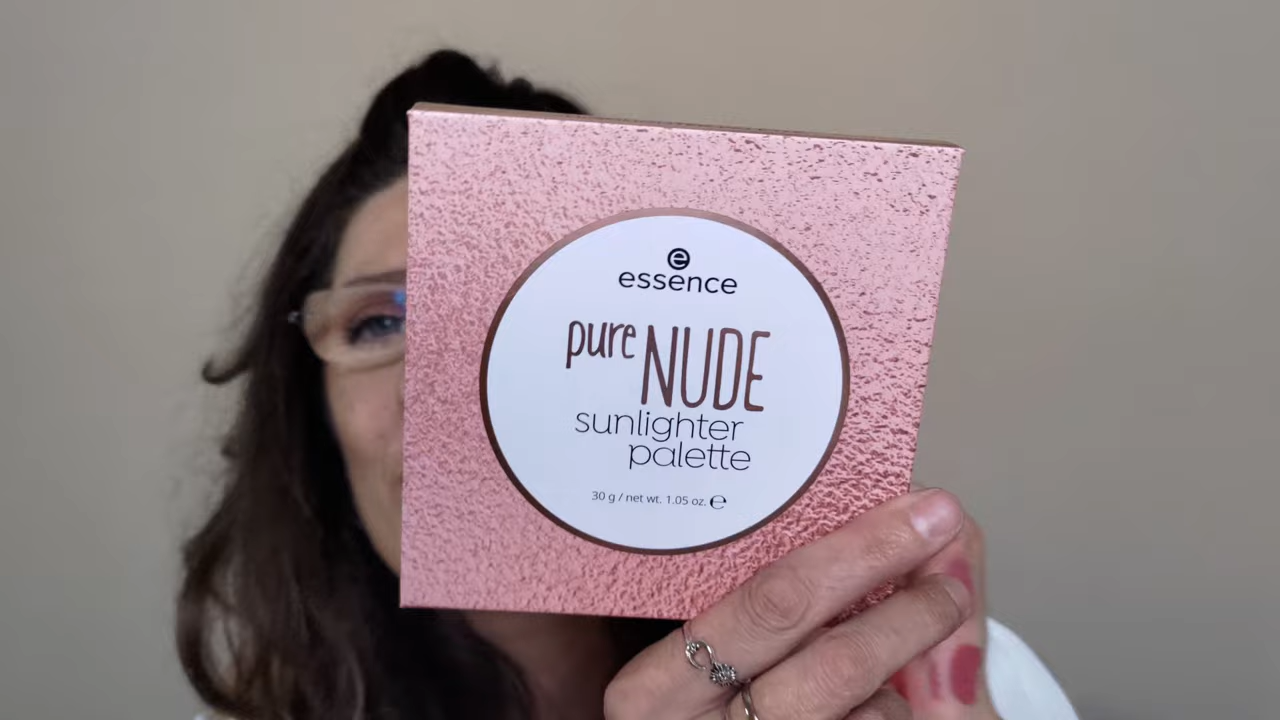 e
essence
pure NUDE
sunlighter
palette
30 g / net wt. 1.05 oz. ℮